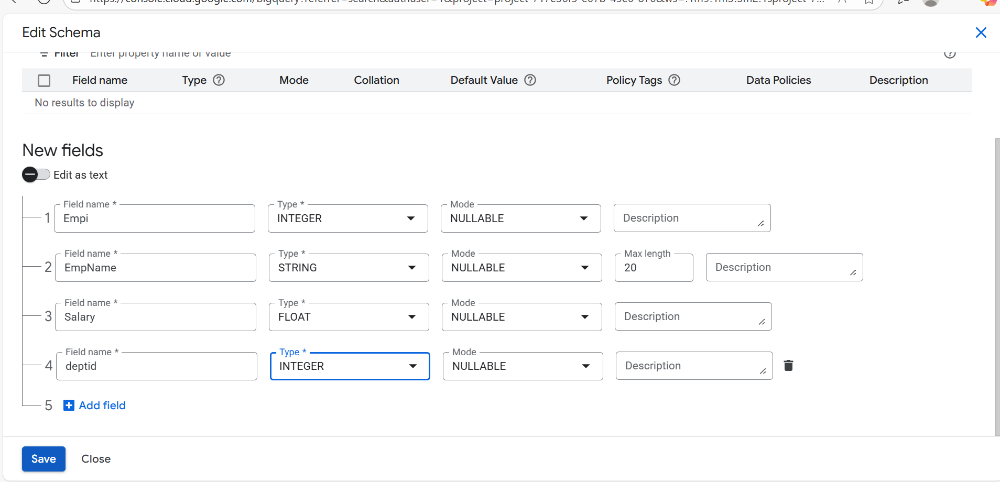 Edit Schema
Filter Enter property name or value
Field name Type Mode Collation Default Value Policy Tags Data Policies Description
No results to display
New fields
Edit as text
Field name * Type * Mode
1 Empi INTEGER NULLABLE Description
Field name * Type * Mode Max length
2 EmpName STRING NULLABLE 20 Description
Field name * Type * Mode
3 Salary FLOAT NULLABLE Description
Field name * Type * Mode
4 deptid INTEGER NULLABLE Description
5 Add field
Save Close